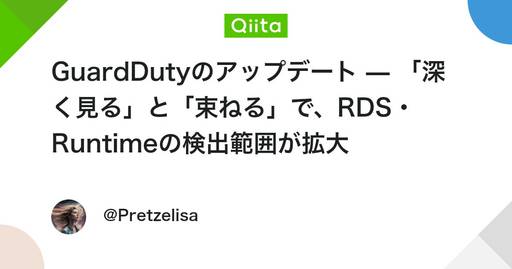 Qiita
GuardDutyのアップデート — 「深
く見る」と「束ねる」で、RDS・
Runtimeの検出範囲が拡大
@Pretzelisa